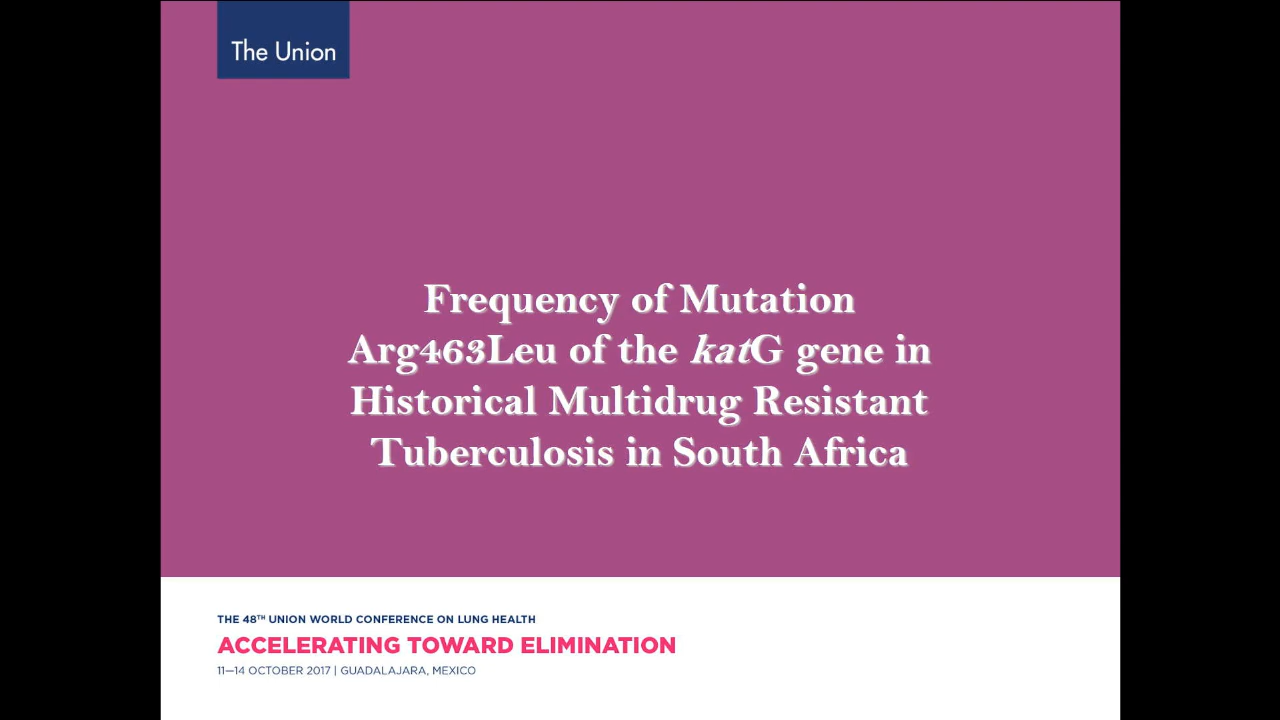 The Union
Frequency of Mutation
Arg463Leu of the katG gene in
Historical Multidrug Resistant
Tuberculosis in South Africa
THE 48TH UNION WORLD CONFERENCE ON LUNG HEALTH
ACCELERATING TOWARD ELIMINATION
11—14 OCTOBER 2017 | GUADALAJARA, MEXICO